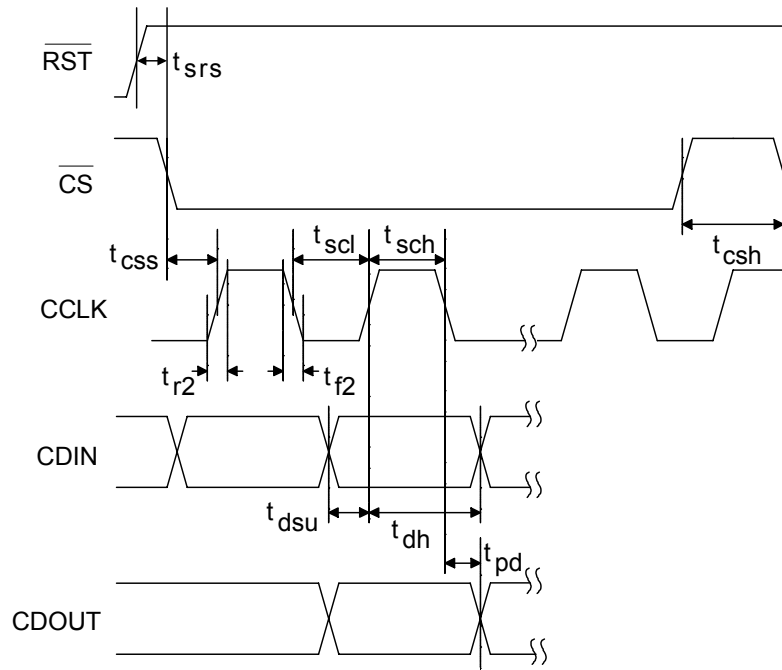 RST
t srs
CS
t css
t scl
t sch
t csh
CCLK
t r2
t f2
CDIN
t dsu
t dh
t pd
CDOUT